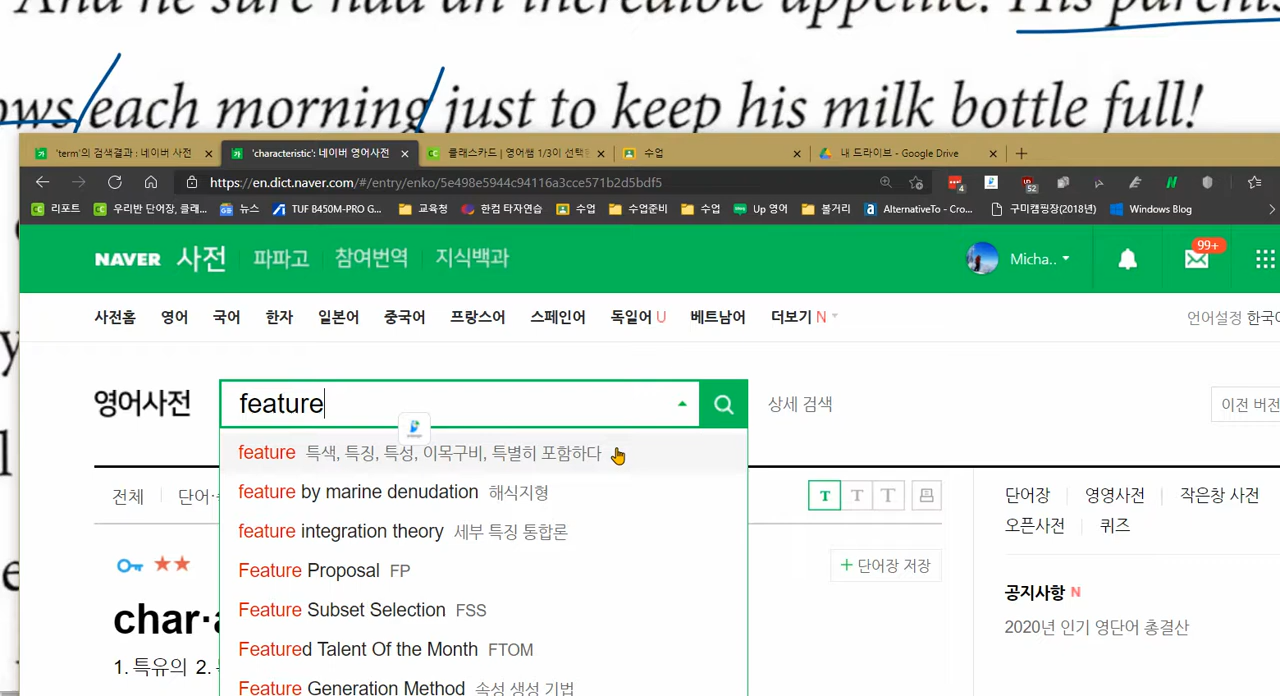 And he sure had an incredible appetite. His parents
ows each morning just to keep his milk bottle full!
'term'의 검색결과 : 네이버 사전
'characteristic': 네이버 영어사전
클래스카드 | 영어쌤 1/3이 선택한
수업
내 드라이브 - Google Drive
https://en.dict.naver.com/#/entry/enko/5e498e5944c94116a3cce571b2d5bdf5
4
52
리포트
우리반 단어장, 클래...
뉴스
TUF B450M-PRO G...
교육청
한컴 타자연습
수업
수업준비
수업
Up 영어
볼거리
AlternativeTo - Cro...
구미캠핑장(2018년)
Windows Blog
NAVER 사전 파파고 참여번역 지식백과
Micha..
99+
사전홈 영어 국어 한자 일본어 중국어 프랑스어 스페인어 독일어 U 베트남어 더보기 N
언어설정 한국어
영어사전
feature
상세 검색
이전 버전
feature 특색, 특징, 특성, 이목구비, 특별히 포함하다
feature by marine denudation 해식지형
feature integration theory 세부 특징 통합론
Feature Proposal FP
Feature Subset Selection FSS
Featured Talent Of the Month FTOM
Feature Generation Method 속성 생성 기법
전체 단어·
T T T
단어장 영영사전 작은창 사전
오픈사전 퀴즈
+ 단어장 저장
공지사항 N
2020년 인기 영단어 총결산
char·a
1. 특유의 2.